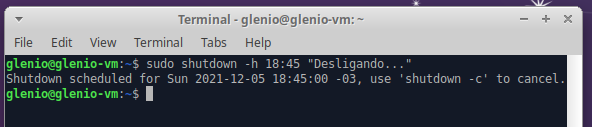 Terminal - glenio@glenio-vm: ~
File Edit View Terminal Tabs Help
glenio@glenio-vm:~$ sudo shutdown -h 18:45 "Desligando..."
Shutdown scheduled for Sun 2021-12-05 18:45:00 -03, use 'shutdown -c' to cancel.
glenio@glenio-vm:~$